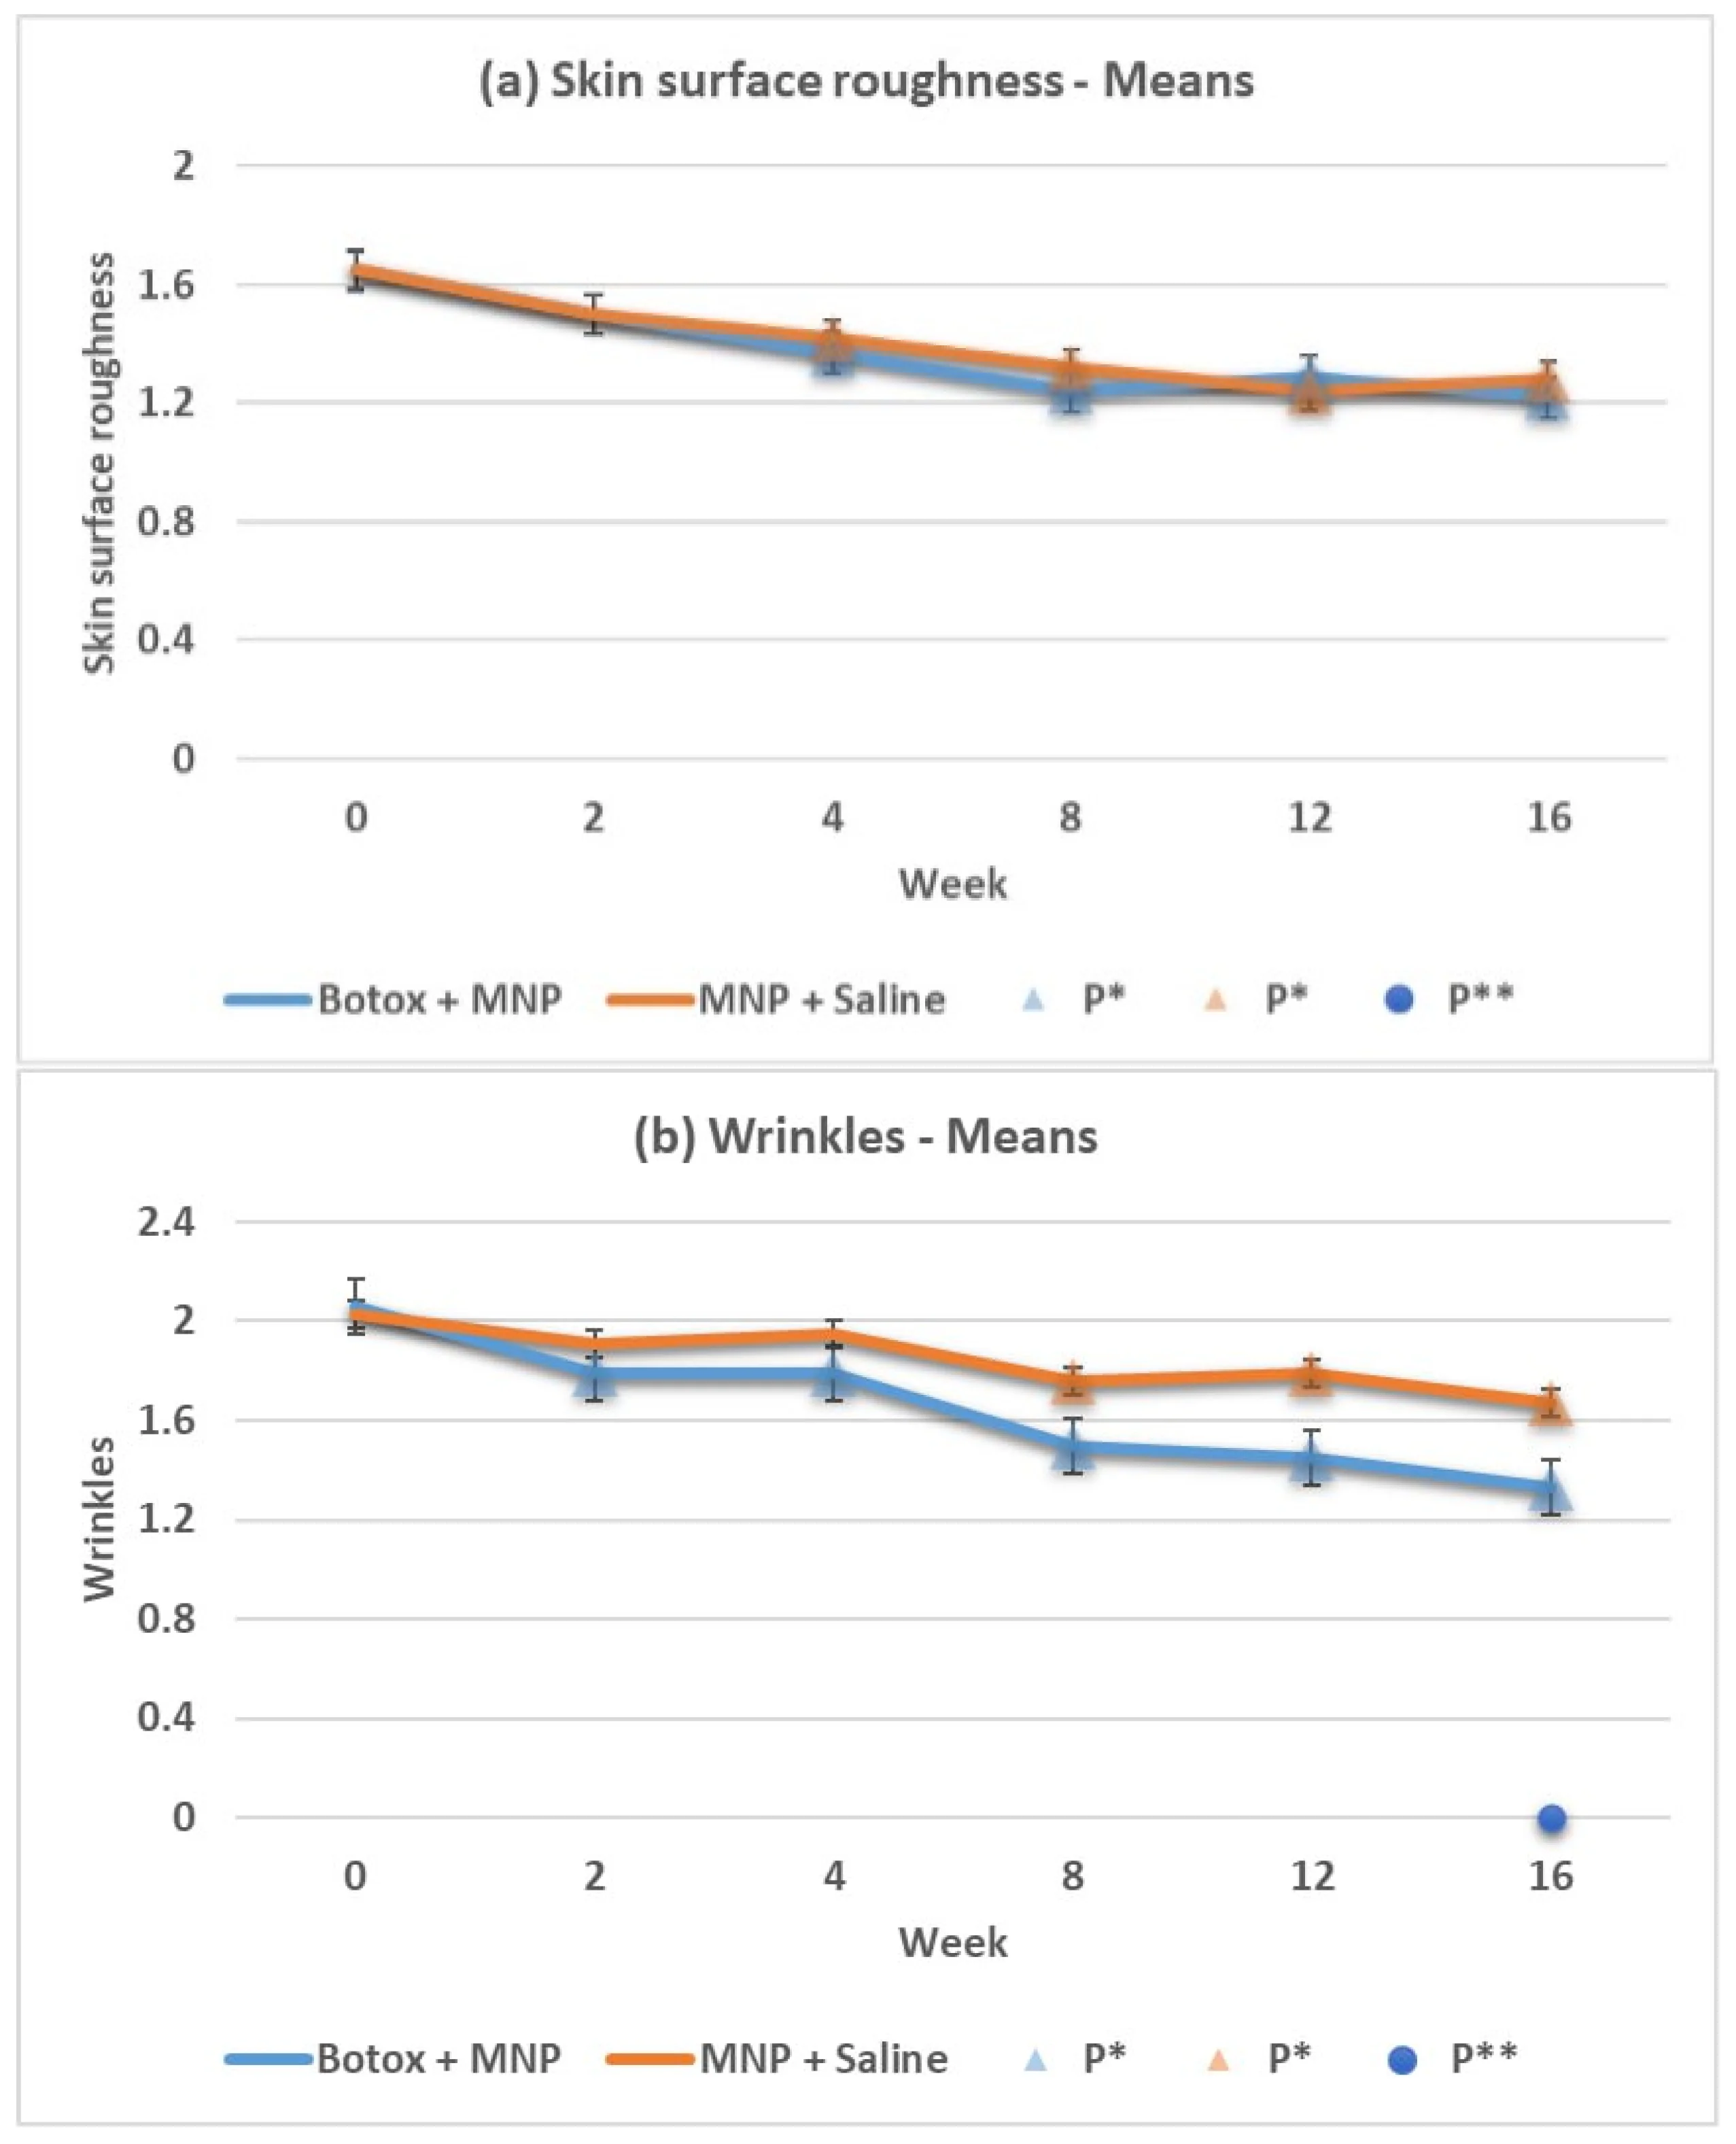 (a) Skin surface roughness - Means
Skin surface roughness
2
1.6
1.2
0.8
0.4
0
0 2 4 8 12 16
Week
Botox + MNP MNP + Saline P* P* P**
(b) Wrinkles - Means
Wrinkles
2.4
2
1.6
1.2
0.8
0.4
0
0 2 4 8 12 16
Week
Botox + MNP MNP + Saline P* P* P**